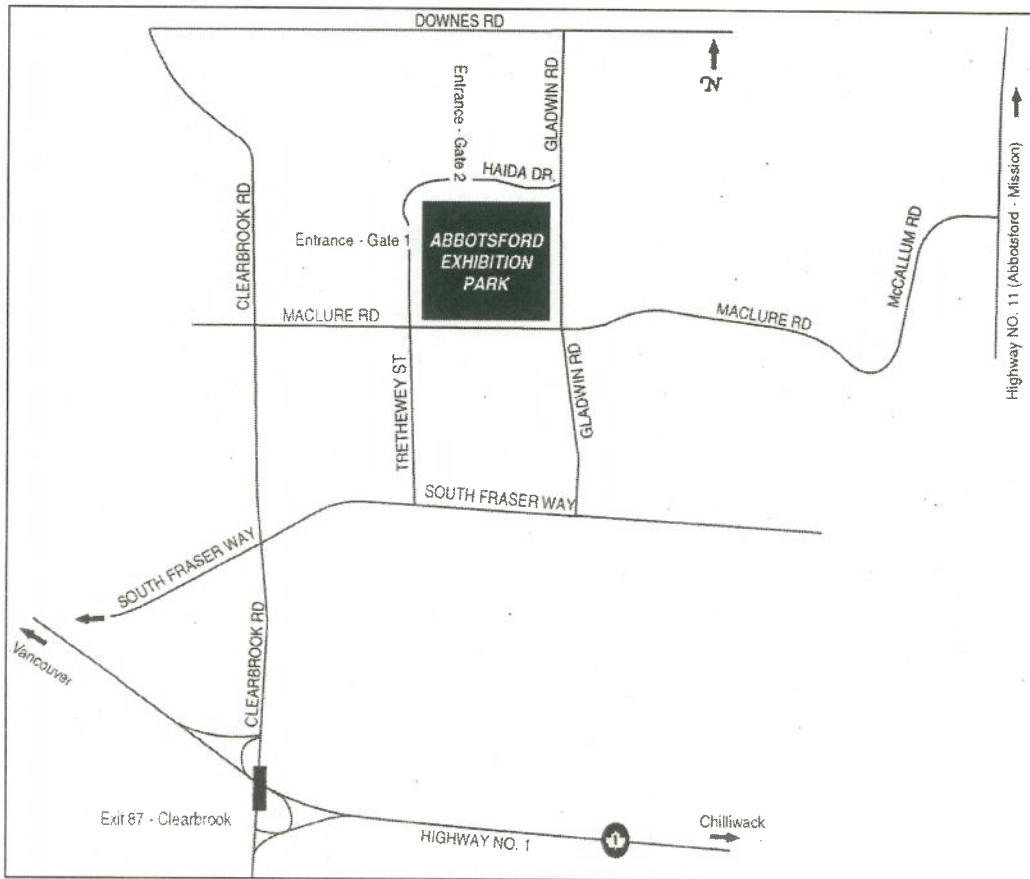 DOWNES RD
N
GLADWIN RD
Entrance - Gate 2
HAIDA DR.
CLEARBROOK RD
Entrance - Gate 1
ABBOTSFORD
EXHIBITION
PARK
McCALLUM RD
Highway NO. 11 (Abbotsford - Mission)
MACLURE RD
MACLURE RD
TRETHEWEY ST
GLADWIN RD
SOUTH FRASER WAY
SOUTH FRASER WAY
Vancouver
CLEARBROOK RD
Exit 87 - Clearbrook
HIGHWAY NO. 1
1
Chilliwack